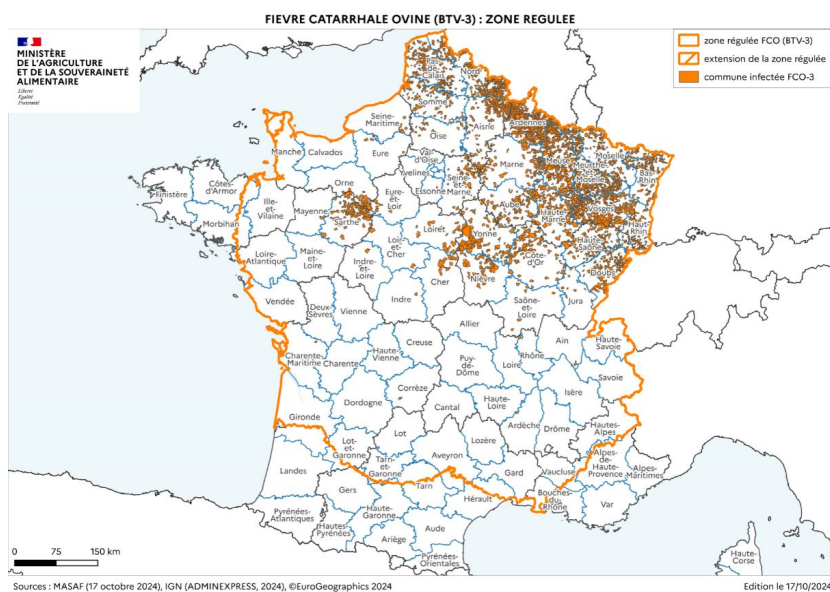 FIEVRE CATARRHALE OVINE (BTV-3) : ZONE REGULEE
MINISTÈRE
DE L'AGRICULTURE
ET DE LA SOUVERAINETÉ
ALIMENTAIRE
Liberté
Égalité
Fraternité
zone régulée FCO (BTV-3)
extension de la zone régulée
commune infectée FCO-3
Pas-
de-
Calais
Nord
Somme
Seine-
Maritime
Oise
Aisne
Ardennes
Manche
Calvados
Eure
Val-
d'Oise
Yvelines
Essonne
Seine-
et-
Marne
Marne
Meuse
Meurthe-
et-
Moselle
Moselle
Bas-
Rhin
Finistère
Côtes-
d'Armor
Morbihan
Ille-
et-
Vilaine
Mayenne
Orne
Sarthe
Eure-
et-
Loir
Loiret
Yonne
Aube
Haute-
Marne
Vosges
Haut-
Rhin
Haute-
Saône
Loire-
Atlantique
Maine-
et-
Loire
Indre-
et-
Loire
Loir-
et-
Cher
Cher
Nièvre
Côte-
d'Or
Doubs
Vendée
Deux-
Sèvres
Vienne
Indre
Saône-
et-
Loire
Jura
Allier
Charente-
Maritime
Charente
Haute-
Vienne
Creuse
Puy-
de-
Dôme
Loire
Rhône
Ain
Haute-
Savoie
Savoie
Isère
Gironde
Dordogne
Corrèze
Cantal
Haute-
Loire
Ardèche
Drôme
Hautes-
Alpes
Lot-
et-
Garonne
Lot
Aveyron
Lozère
Gard
Vaucluse
Alpes-
de-
Haute-
Provence
Alpes-
Maritimes
Landes
Gers
Tarn-
et-
Garonne
Tarn
Hérault
Bouches-
du-
Rhône
Var
Pyrénées-
Atlantiques
Hautes-
Pyrénées
Haute-
Garonne
Ariège
Aude
Pyrénées-
Orientales
Haute-
Corse
0 75 150 km
Sources : MASAF (17 octobre 2024), IGN (ADMINEXPRESS, 2024), ©EuroGeographics 2024
Edition le 17/10/2024